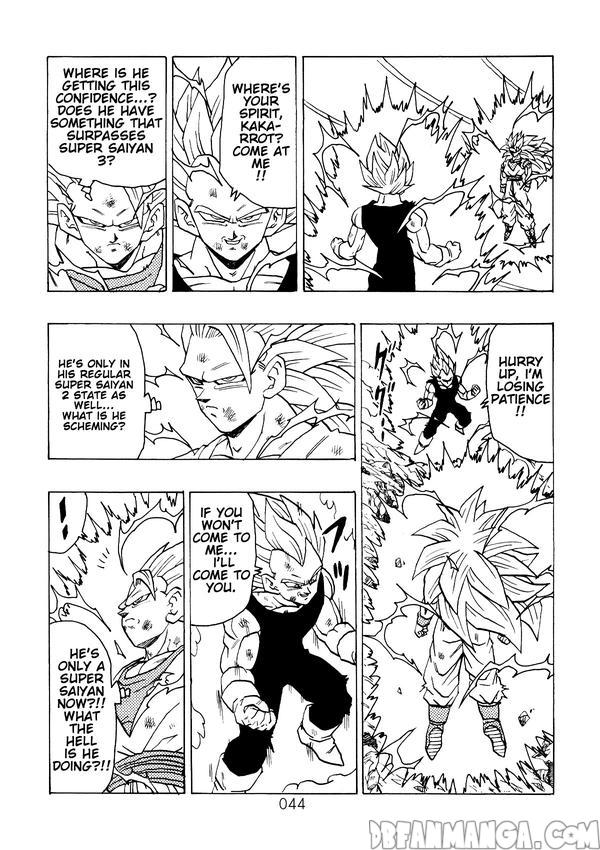 WHERE'S
YOUR
SPIRIT,
KAKA-
RROT?
COME AT
ME
!!
WHERE IS HE
GETTING THIS
CONFIDENCE...?
DOES HE HAVE
SOMETHING THAT
SURPASSES
SUPER SAIYAN
3?
HURRY
UP, I'M
LOSING
PATIENCE
!!
HE'S ONLY IN
HIS REGULAR
SUPER SAIYAN
2 STATE AS
WELL...
WHAT IS HE
SCHEMING?
IF YOU
WON'T
COME TO
ME...
I'LL
COME TO
YOU.
!
HE'S
ONLY A
SUPER
SAIYAN
NOW?!!
WHAT
THE
HELL
IS HE
DOING?!!
044
DBFANMANGA.COM